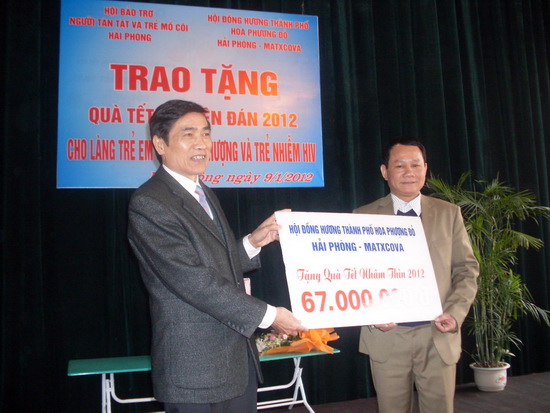 HỘI BẢO TRỢ
NGƯỜI TÀN TẬT VÀ TRẺ MỒ CÔI
HẢI PHÒNG
HỘI ĐỒNG HƯƠNG THÀNH PHỐ
HOA PHƯỢNG ĐỎ
HẢI PHÒNG - MATXCOVA
TRAO TẶNG
QUÀ TẾT ĐÁN 2012
CHO LÀNG TRẺ EM VÀ TRẺ NHIỄM HIV
ngày 9/1/2012
HỘI ĐỒNG HƯƠNG THÀNH PHỐ HOA PHƯỢNG ĐỎ
HẢI PHÒNG - MATXCOVA
Tặng Quà Tết Nhâm Thìn 2012
67.000